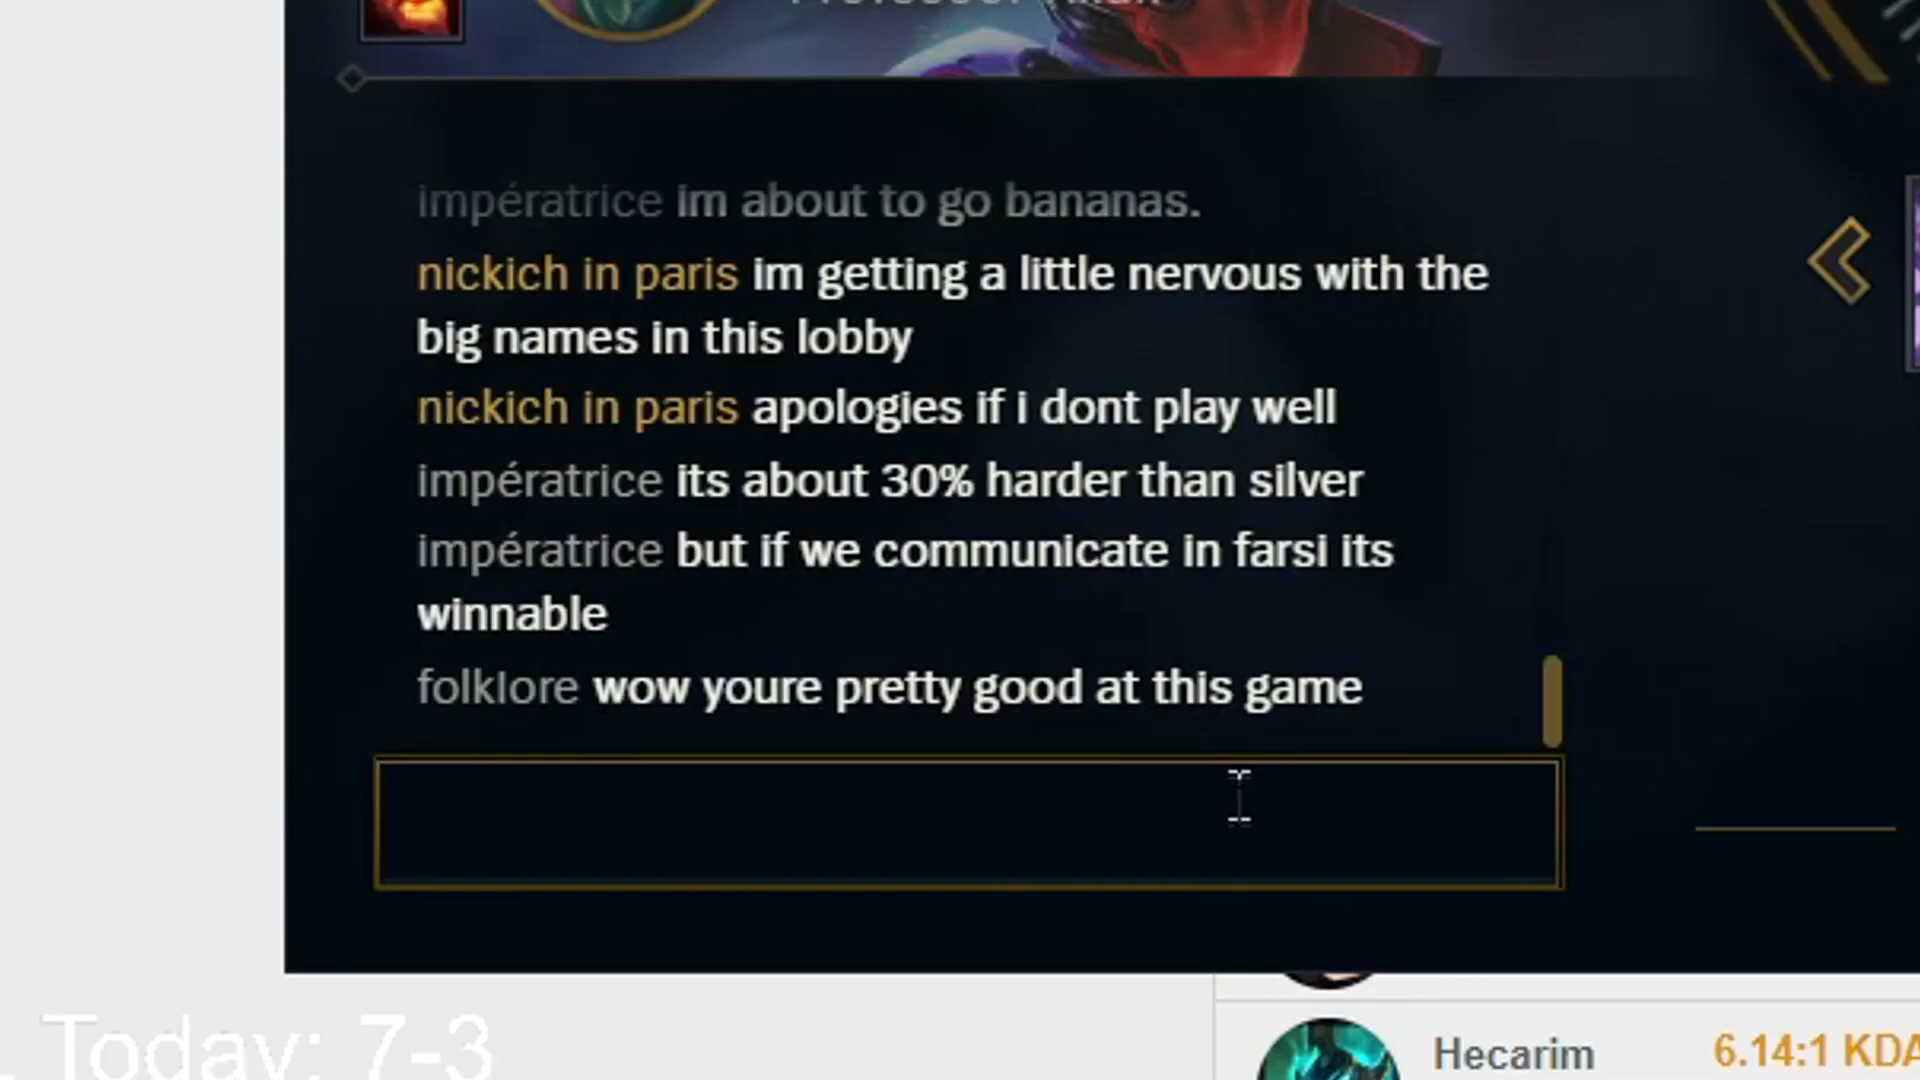 impératrice im about to go bananas.
nickich in paris im getting a little nervous with the
big names in this lobby
nickich in paris apologies if i dont play well
impératrice its about 30% harder than silver
impératrice but if we communicate in farsi its
winnable
folklore wow youre pretty good at this game
Today: 7-3
Hecarim 6.14:1 KDA